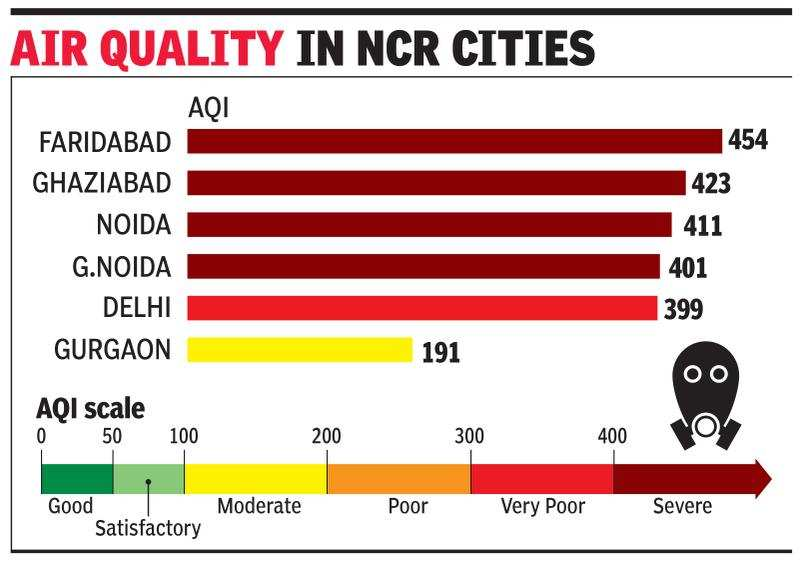 AIR QUALITY IN NCR CITIES
AQI
FARIDABAD 454
GHAZIABAD 423
NOIDA 411
G.NOIDA 401
DELHI 399
GURGAON 191
AQI scale
0 50 100 200 300 400
Good Moderate Poor Very Poor Severe
Satisfactory